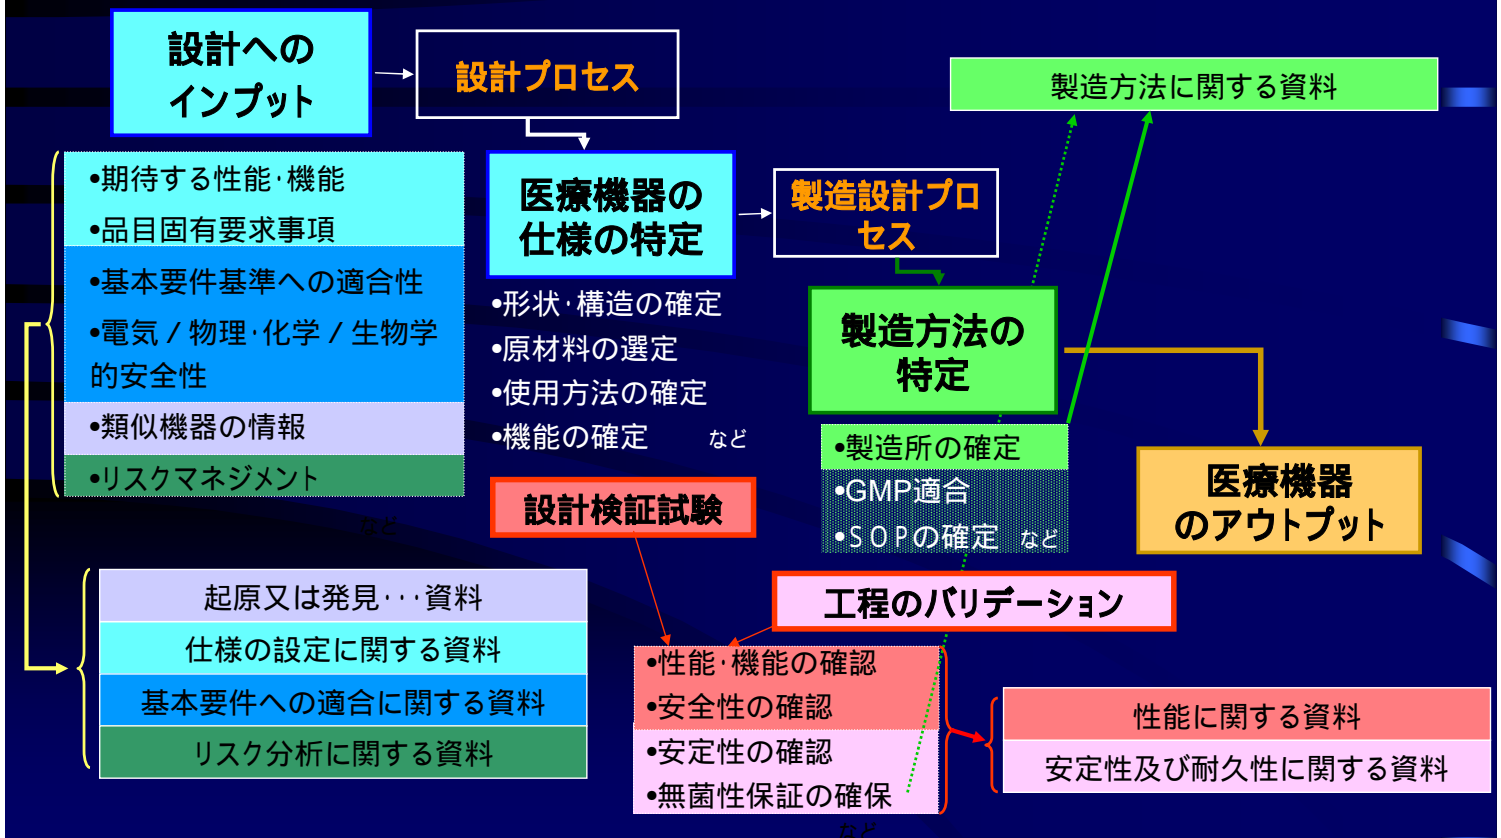 設計への
インプット
設計プロセス
製造方法に関する資料
•期待する性能･機能
•品目固有要求事項
•基本要件基準への適合性
•電気／物理･化学／生物学
的安全性
•類似機器の情報
•リスクマネジメント
など
医療機器の
仕様の特定
製造設計プロ
セス
•形状･構造の確定
•原材料の選定
•使用方法の確定
•機能の確定 など
製造方法の
特定
•製造所の確定
•GMP適合
•ＳＯＰの確定 など
医療機器
のアウトプット
設計検証試験
工程のバリデーション
起原又は発見･･･資料
仕様の設定に関する資料
基本要件への適合に関する資料
リスク分析に関する資料
•性能･機能の確認
•安全性の確認
•安定性の確認
•無菌性保証の確保
など
性能に関する資料
安定性及び耐久性に関する資料